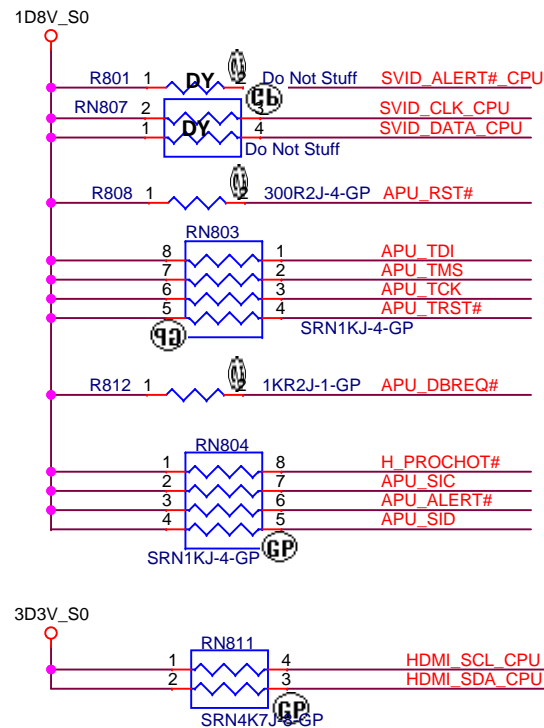 1D8V_S0
R801 1 DY 2 Do Not Stuff SVID_ALERT#_CPU
RN807 2 3 SVID_CLK_CPU
1 DY 4 SVID_DATA_CPU
Do Not Stuff
R808 1 2 300R2J-4-GP APU_RST#
RN803
8 1 APU_TDI
7 2 APU_TMS
6 3 APU_TCK
5 4 APU_TRST#
GP SRN1KJ-4-GP
R812 1 2 1KR2J-1-GP APU_DBREQ#
RN804
1 8 H_PROCHOT#
2 7 APU_SIC
3 6 APU_ALERT#
4 5 APU_SID
SRN1KJ-4-GP GP
3D3V_S0
RN811
1 4 HDMI_SCL_CPU
2 3 HDMI_SDA_CPU
GP
SRN4K7J-8-GP